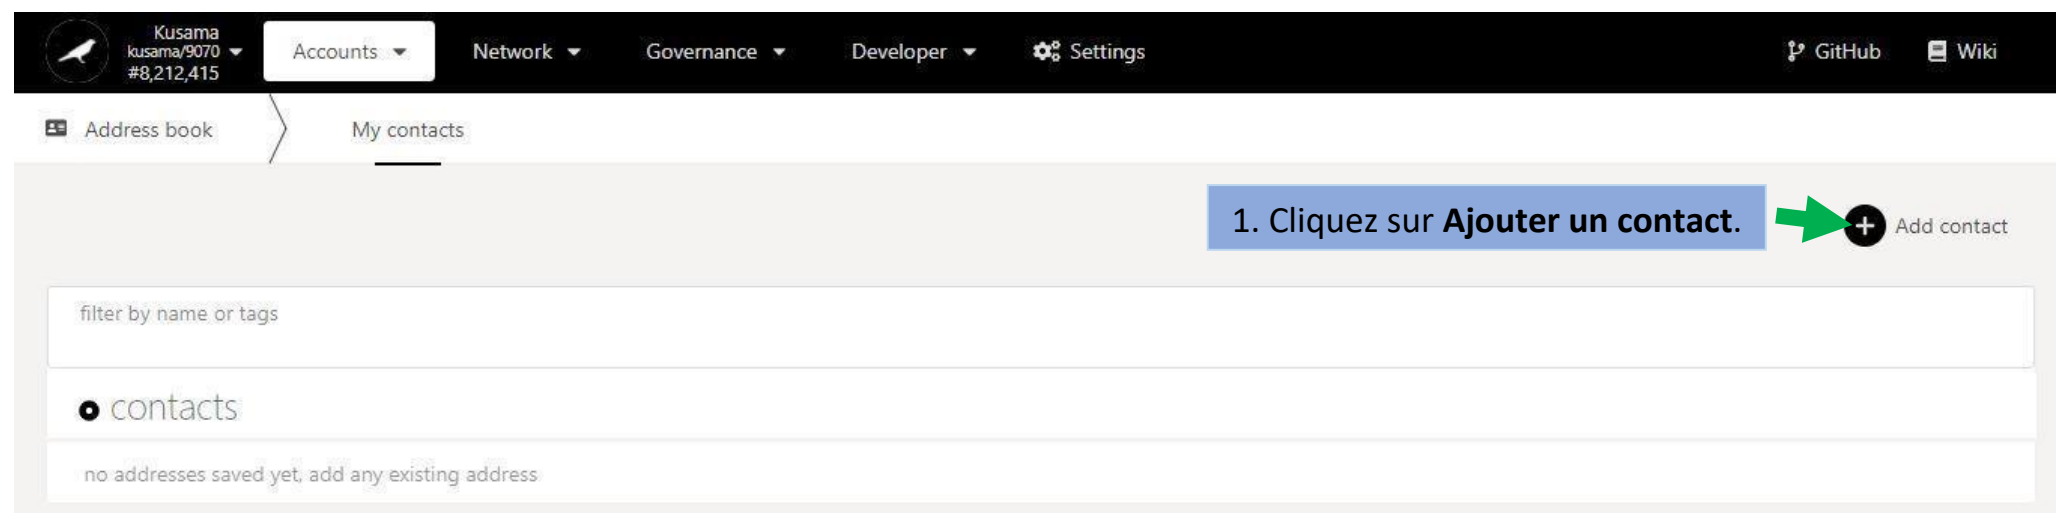 Kusama
kusama/9070
#8,212,415
Accounts
Network
Governance
Developer
Settings
GitHub
Wiki
Address book
My contacts
1. Cliquez sur Ajouter un contact.
Add contact
filter by name or tags
contacts
no addresses saved yet, add any existing address